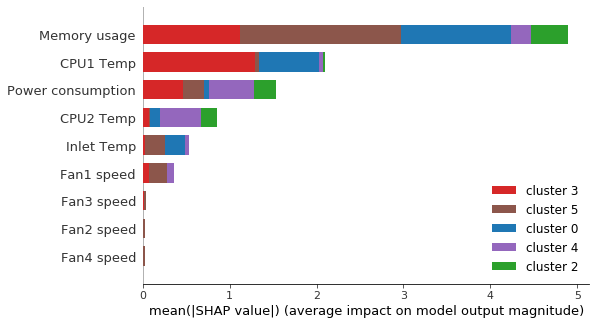 Memory usage
CPU1 Temp
Power consumption
CPU2 Temp
Inlet Temp
Fan1 speed
Fan3 speed
Fan2 speed
Fan4 speed
cluster 3
cluster 5
cluster 0
cluster 4
cluster 2
0 1 2 3 4 5
mean(|SHAP value|) (average impact on model output magnitude)